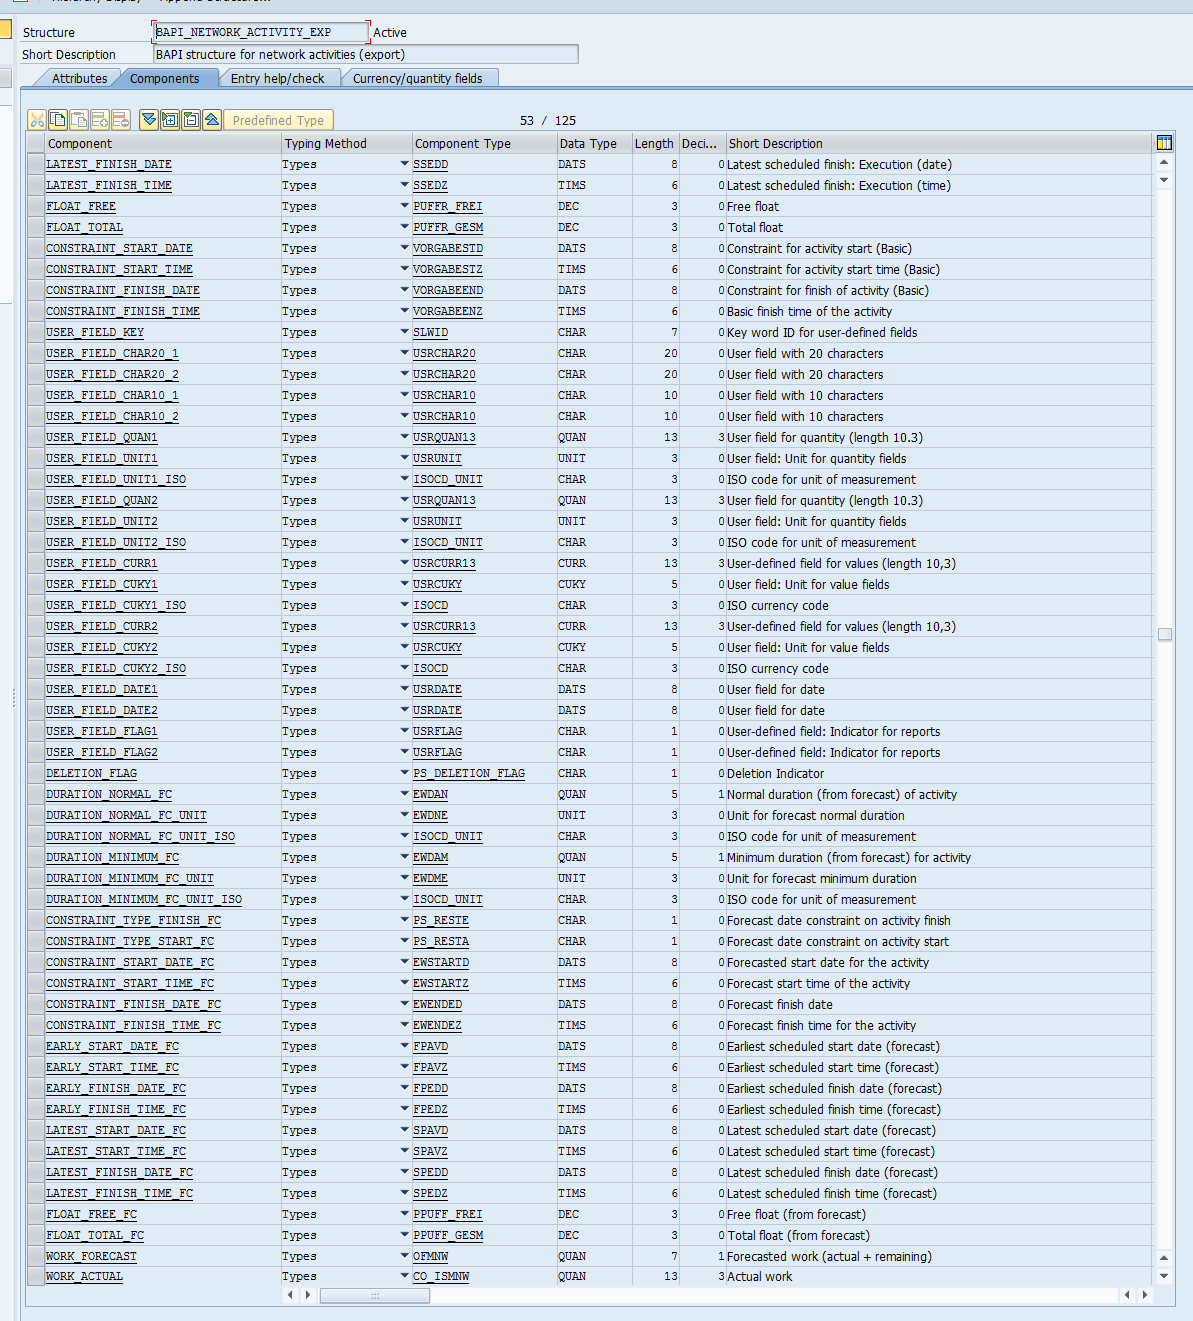 Structure BAPI_NETWORK_ACTIVITY_EXP Active
Short Description BAPI structure for network activities (export)
Attributes Components Entry help/check Currency/quantity fields
Predefined Type 53 / 125
Component Typing Method Component Type Data Type Length Deci... Short Description
LATEST_FINISH_DATE Types SSEDD DATS 8 0 Latest scheduled finish: Execution (date)
LATEST_FINISH_TIME Types SSEDZ TIMS 6 0 Latest scheduled finish: Execution (time)
FLOAT_FREE Types PUFFR_FREI DEC 3 0 Free float
FLOAT_TOTAL Types PUFFR_GESM DEC 3 0 Total float
CONSTRAINT_START_DATE Types VORGABESTD DATS 8 0 Constraint for activity start (Basic)
CONSTRAINT_START_TIME Types VORGABESTZ TIMS 6 0 Constraint for activity start time (Basic)
CONSTRAINT_FINISH_DATE Types VORGABEEND DATS 8 0 Constraint for finish of activity (Basic)
CONSTRAINT_FINISH_TIME Types VORGABEENZ TIMS 6 0 Basic finish time of the activity
USER_FIELD_KEY Types SLWID CHAR 7 0 Key word ID for user-defined fields
USER_FIELD_CHAR20_1 Types USRCHAR20 CHAR 20 0 User field with 20 characters
USER_FIELD_CHAR20_2 Types USRCHAR20 CHAR 20 0 User field with 20 characters
USER_FIELD_CHAR10_1 Types USRCHAR10 CHAR 10 0 User field with 10 characters
USER_FIELD_CHAR10_2 Types USRCHAR10 CHAR 10 0 User field with 10 characters
USER_FIELD_QUAN1 Types USRQUAN13 QUAN 13 3 User field for quantity (length 10.3)
USER_FIELD_UNIT1 Types USRUNIT UNIT 3 0 User field: Unit for quantity fields
USER_FIELD_UNIT1_ISO Types ISOCD_UNIT CHAR 3 0 ISO code for unit of measurement
USER_FIELD_QUAN2 Types USRQUAN13 QUAN 13 3 User field for quantity (length 10.3)
USER_FIELD_UNIT2 Types USRUNIT UNIT 3 0 User field: Unit for quantity fields
USER_FIELD_UNIT2_ISO Types ISOCD_UNIT CHAR 3 0 ISO code for unit of measurement
USER_FIELD_CURR1 Types USRCURR13 CURR 13 3 User-defined field for values (length 10,3)
USER_FIELD_CUKY1 Types USRCUKY CUKY 5 0 User field: Unit for value fields
USER_FIELD_CUKY1_ISO Types ISOCD CHAR 3 0 ISO currency code
USER_FIELD_CURR2 Types USRCURR13 CURR 13 3 User-defined field for values (length 10,3)
USER_FIELD_CUKY2 Types USRCUKY CUKY 5 0 User field: Unit for value fields
USER_FIELD_CUKY2_ISO Types ISOCD CHAR 3 0 ISO currency code
USER_FIELD_DATE1 Types USRDATE DATS 8 0 User field for date
USER_FIELD_DATE2 Types USRDATE DATS 8 0 User field for date
USER_FIELD_FLAG1 Types USRFLAG CHAR 1 0 User-defined field: Indicator for reports
USER_FIELD_FLAG2 Types USRFLAG CHAR 1 0 User-defined field: Indicator for reports
DELETION_FLAG Types PS_DELETION_FLAG CHAR 1 0 Deletion Indicator
DURATION_NORMAL_FC Types EWDAN QUAN 5 1 Normal duration (from forecast) of activity
DURATION_NORMAL_FC_UNIT Types EWDNE UNIT 3 0 Unit for forecast normal duration
DURATION_NORMAL_FC_UNIT_ISO Types ISOCD_UNIT CHAR 3 0 ISO code for unit of measurement
DURATION_MINIMUM_FC Types EWDAM QUAN 5 1 Minimum duration (from forecast) for activity
DURATION_MINIMUM_FC_UNIT Types EWDME UNIT 3 0 Unit for forecast minimum duration
DURATION_MINIMUM_FC_UNIT_ISO Types ISOCD_UNIT CHAR 3 0 ISO code for unit of measurement
CONSTRAINT_TYPE_FINISH_FC Types PS_RESTE CHAR 1 0 Forecast date constraint on activity finish
CONSTRAINT_TYPE_START_FC Types PS_RESTA CHAR 1 0 Forecast date constraint on activity start
CONSTRAINT_START_DATE_FC Types EWSTARTD DATS 8 0 Forecasted start date for the activity
CONSTRAINT_START_TIME_FC Types EWSTARTZ TIMS 6 0 Forecast start time of the activity
CONSTRAINT_FINISH_DATE_FC Types EWENDED DATS 8 0 Forecast finish date
CONSTRAINT_FINISH_TIME_FC Types EWENDEZ TIMS 6 0 Forecast finish time for the activity
EARLY_START_DATE_FC Types FPAVD DATS 8 0 Earliest scheduled start date (forecast)
EARLY_START_TIME_FC Types FPAVZ TIMS 6 0 Earliest scheduled start time (forecast)
EARLY_FINISH_DATE_FC Types FPEDD DATS 8 0 Earliest scheduled finish date (forecast)
EARLY_FINISH_TIME_FC Types FPEDZ TIMS 6 0 Earliest scheduled finish time (forecast)
LATEST_START_DATE_FC Types SPAVD DATS 8 0 Latest scheduled start date (forecast)
LATEST_START_TIME_FC Types SPAVZ TIMS 6 0 Latest scheduled start time (forecast)
LATEST_FINISH_DATE_FC Types SPEDD DATS 8 0 Latest scheduled finish date (forecast)
LATEST_FINISH_TIME_FC Types SPEDZ TIMS 6 0 Latest scheduled finish time (forecast)
FLOAT_FREE_FC Types PPUFF_FREI DEC 3 0 Free float (from forecast)
FLOAT_TOTAL_FC Types PPUFF_GESM DEC 3 0 Total float (from forecast)
WORK_FORECAST Types OFMNW QUAN 7 1 Forecasted work (actual + remaining)
WORK_ACTUAL Types CO_ISMNW QUAN 13 3 Actual work